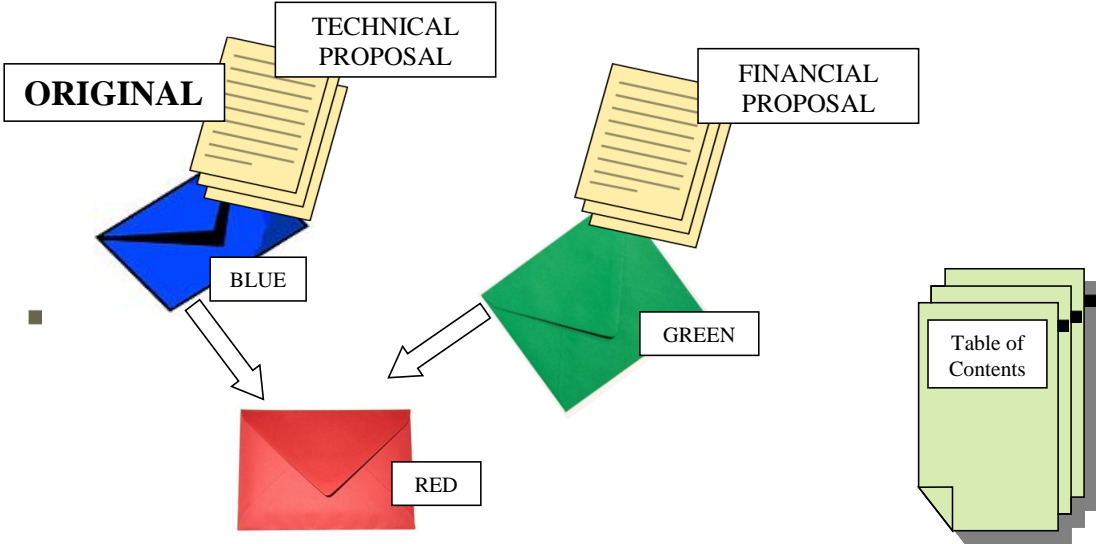 TECHNICAL
PROPOSAL
ORIGINAL
FINANCIAL
PROPOSAL
BLUE
GREEN
Table of
Contents
RED